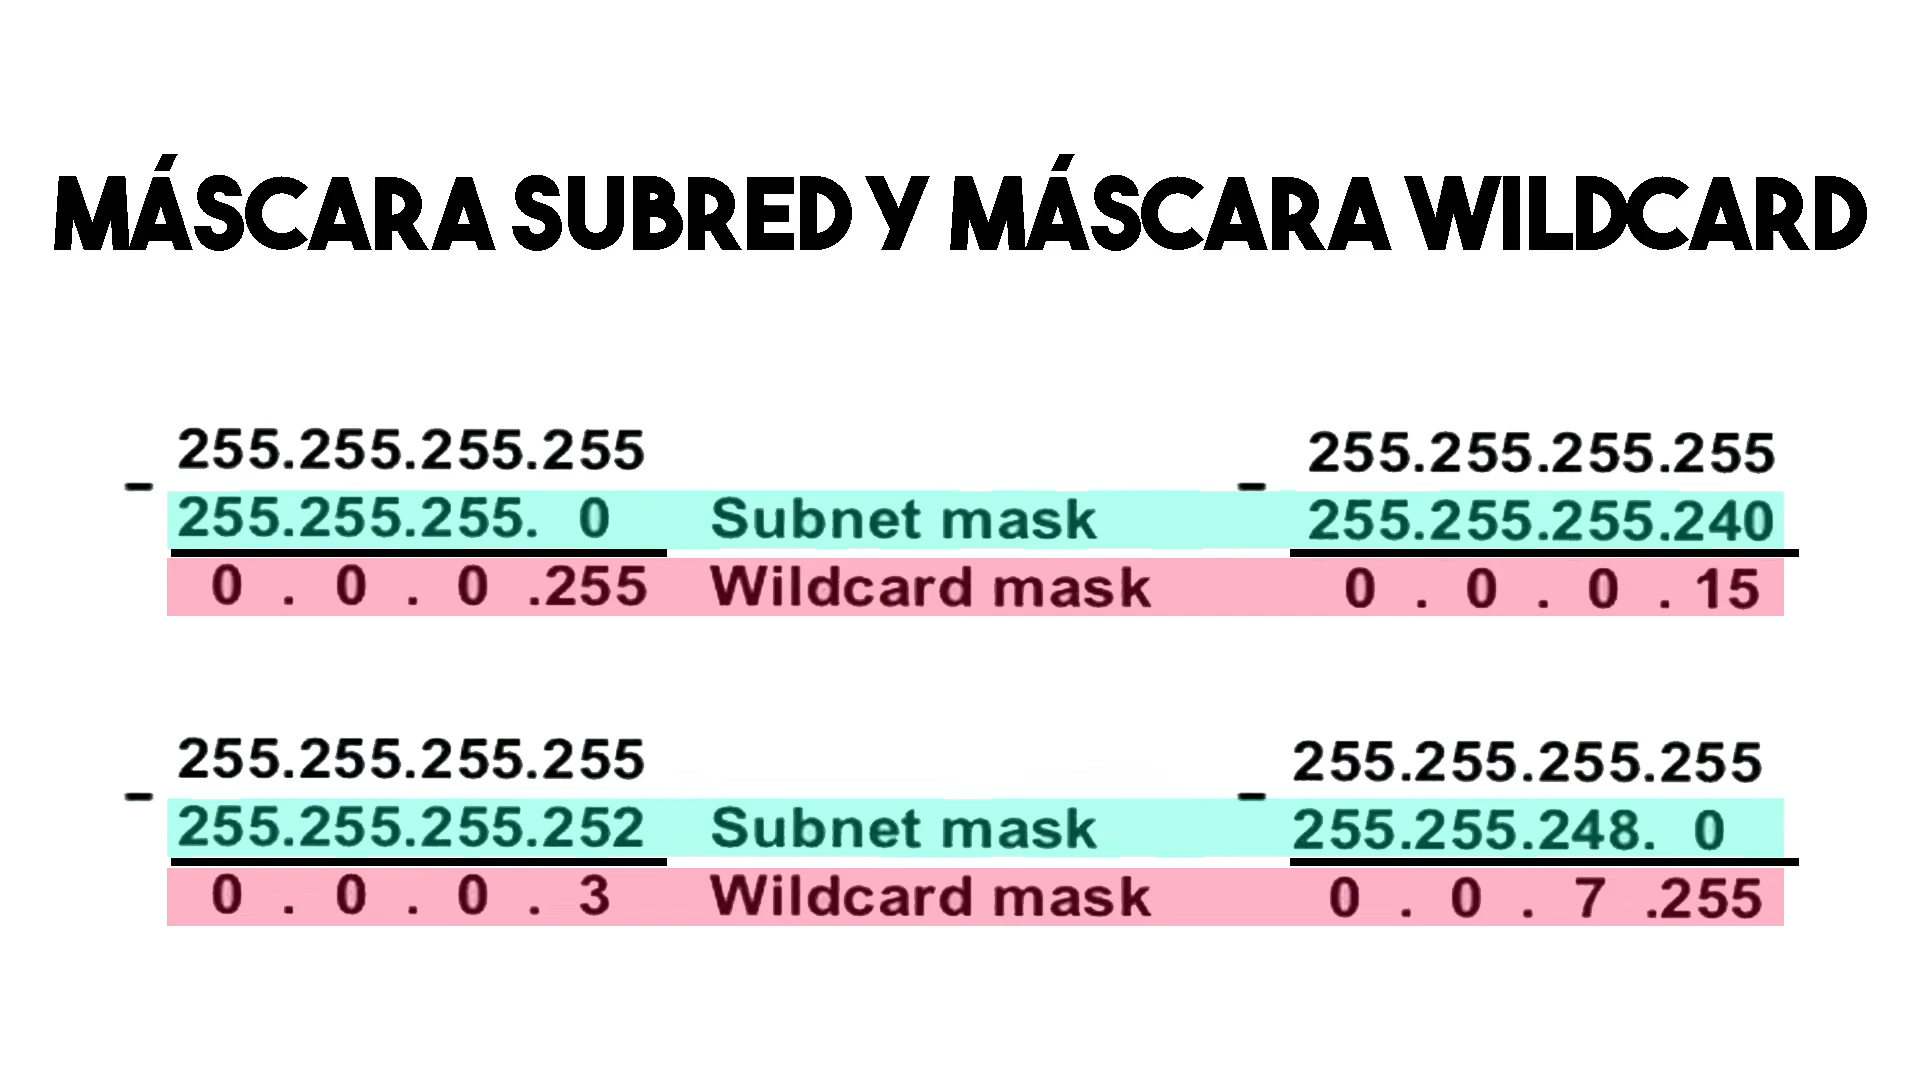 MÁSCARA SUBRED Y MÁSCARA WILDCARD
255.255.255.255
- 255.255.255. 0 Subnet mask
0 . 0 . 0 .255 Wildcard mask
255.255.255.255
- 255.255.255.240
0 . 0 . 0 . 15
255.255.255.255
- 255.255.255.252 Subnet mask
0 . 0 . 0 . 3 Wildcard mask
255.255.255.255
- 255.255.248. 0
0 . 0 . 7 .255